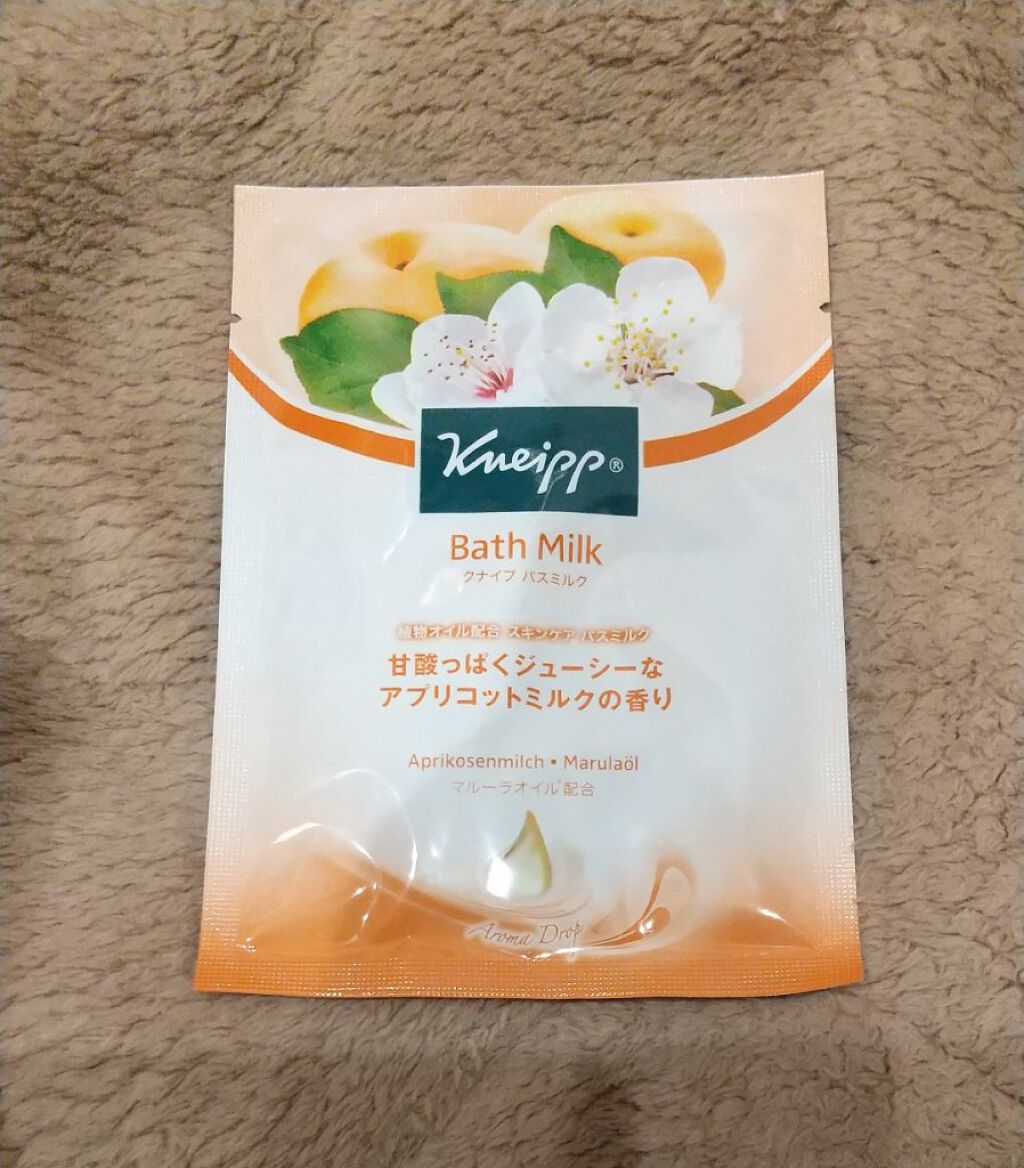 Kneipp®
Bath Milk
クナイプ バスミルク
植物オイル配合 スキンケア バスミルク
甘酸っぱくジューシーな
アプリコットミルクの香り
Aprikosenmilch • Marulaöl
マルーラオイル*配合
Aroma Drop